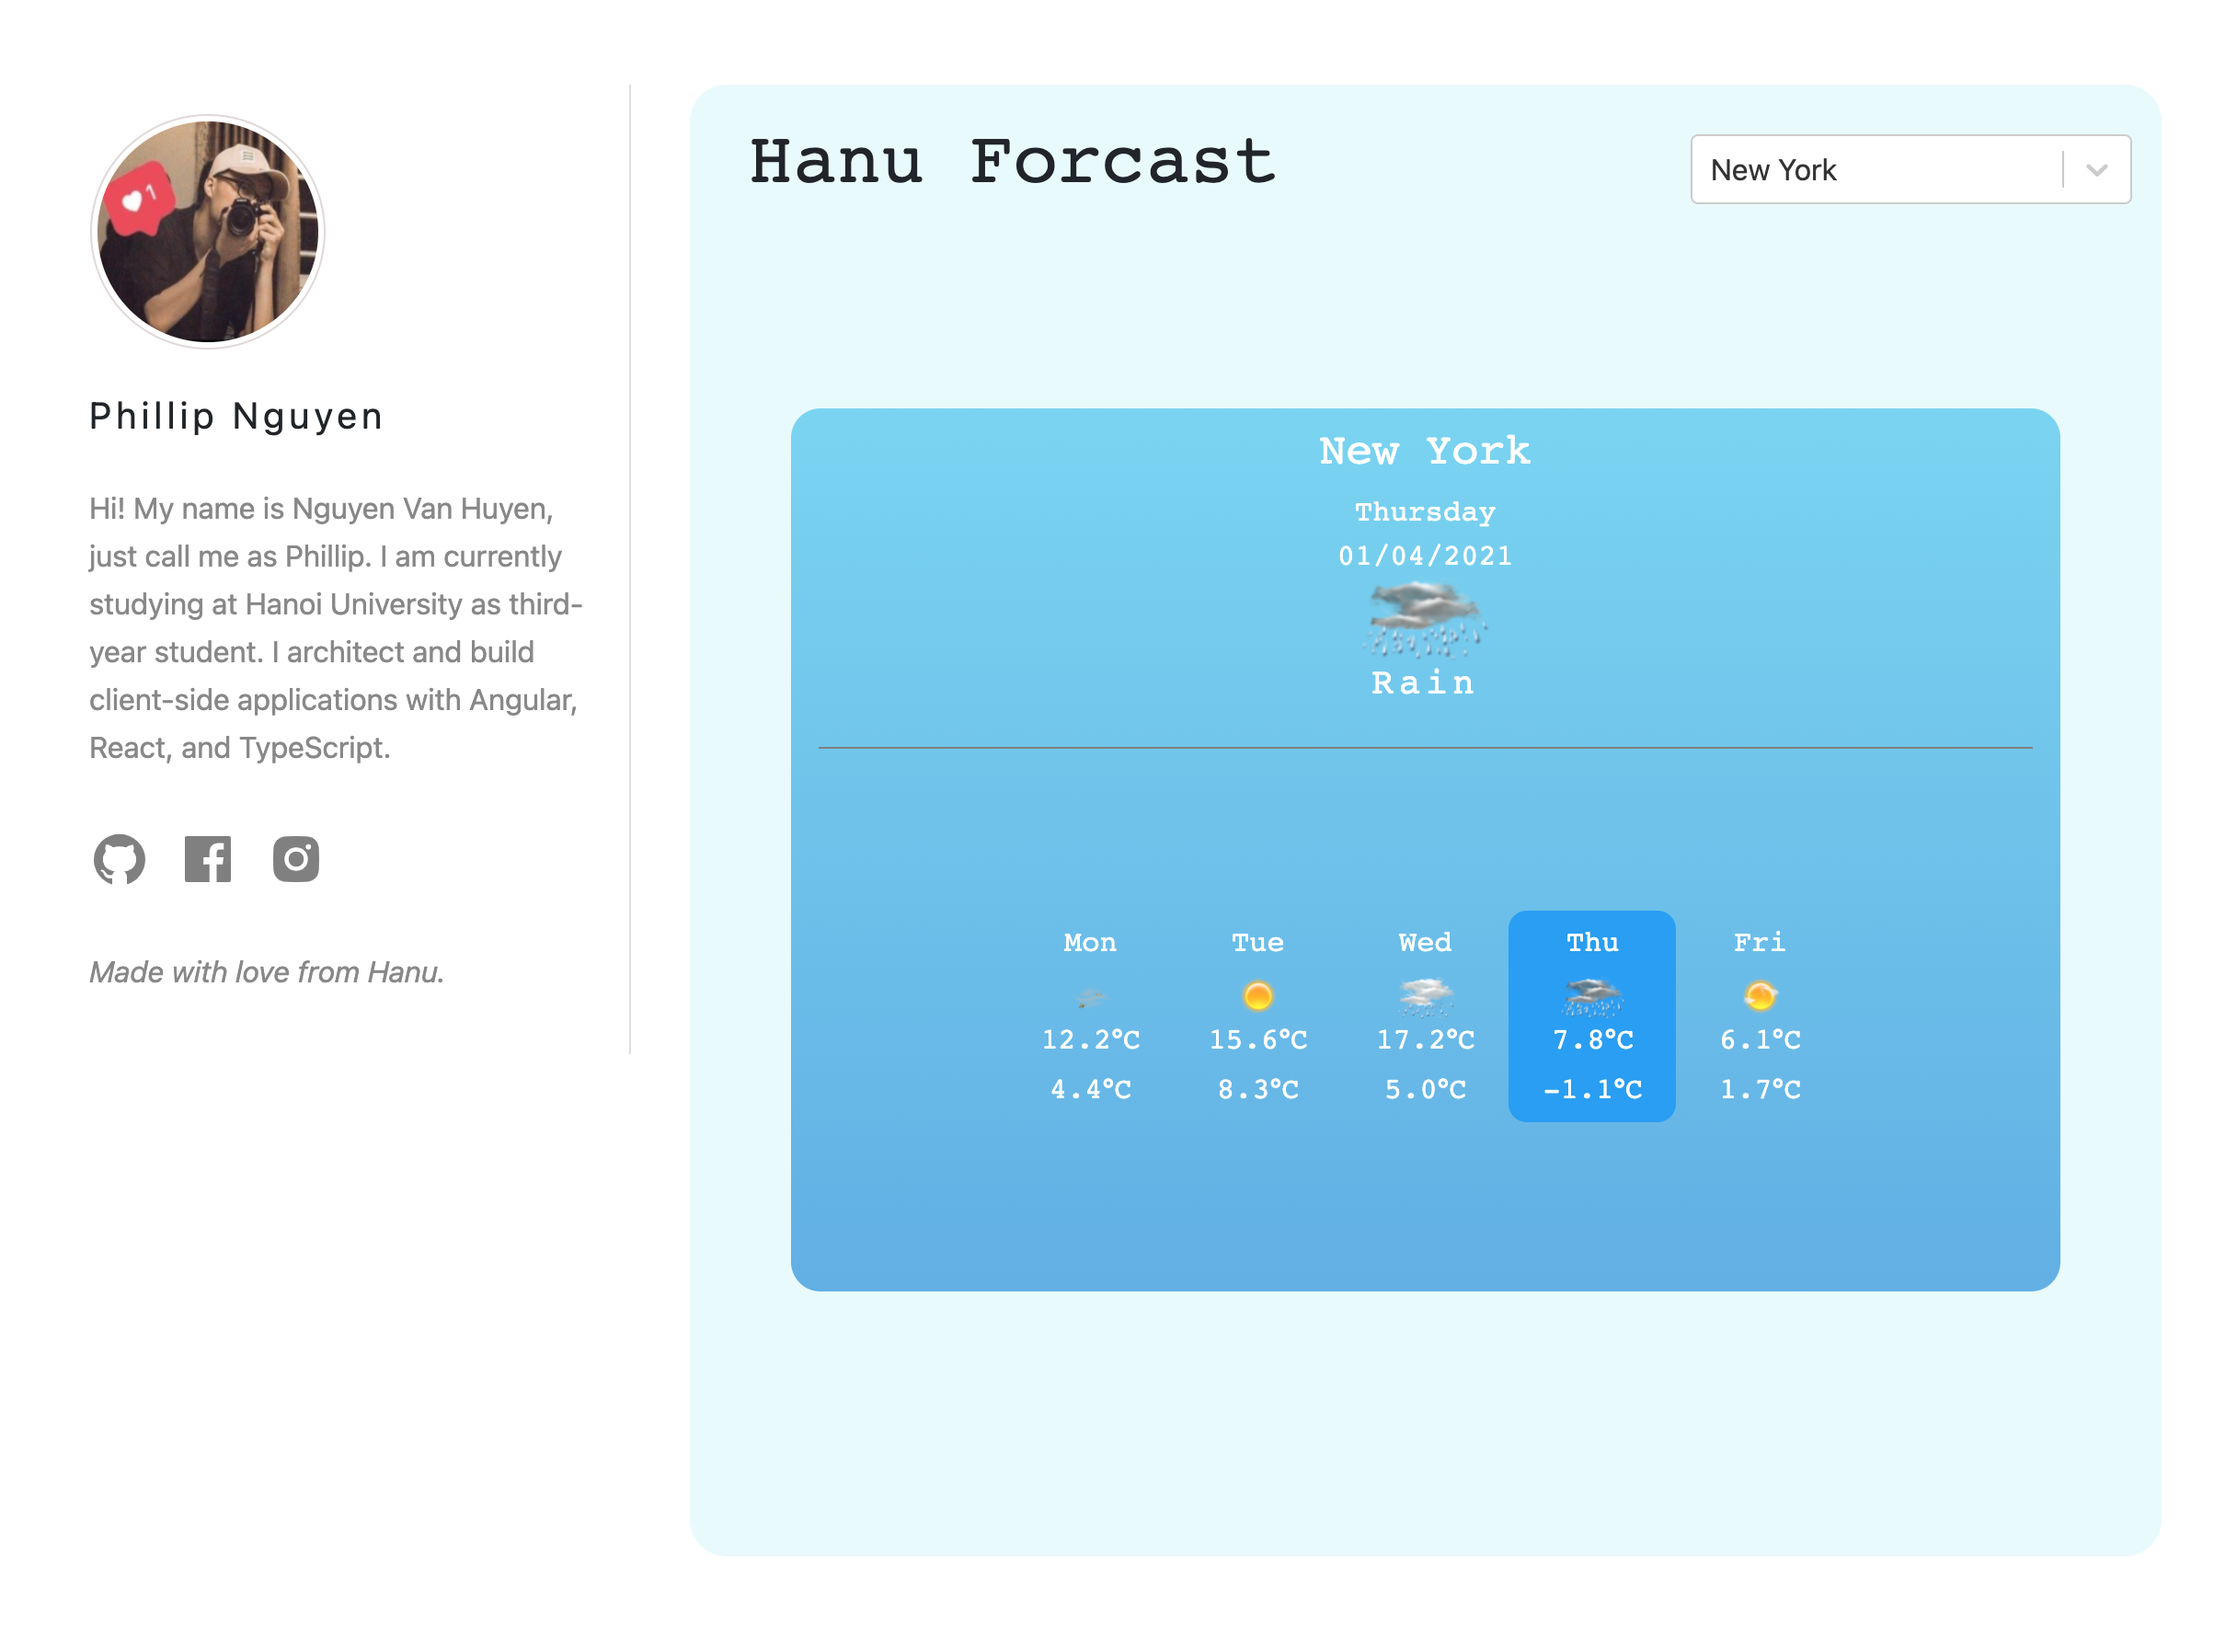 1
Phillip Nguyen
Hi! My name is Nguyen Van Huyen,
just call me as Phillip. I am currently
studying at Hanoi University as third-
year student. I architect and build
client-side applications with Angular,
React, and TypeScript.
Made with love from Hanu.
Hanu Forcast
New York
New York
Thursday
01/04/2021
Rain
Mon Tue Wed Thu Fri
12.2°C 15.6°C 17.2°C 7.8°C 6.1°C
4.4°C 8.3°C 5.0°C -1.1°C 1.7°C